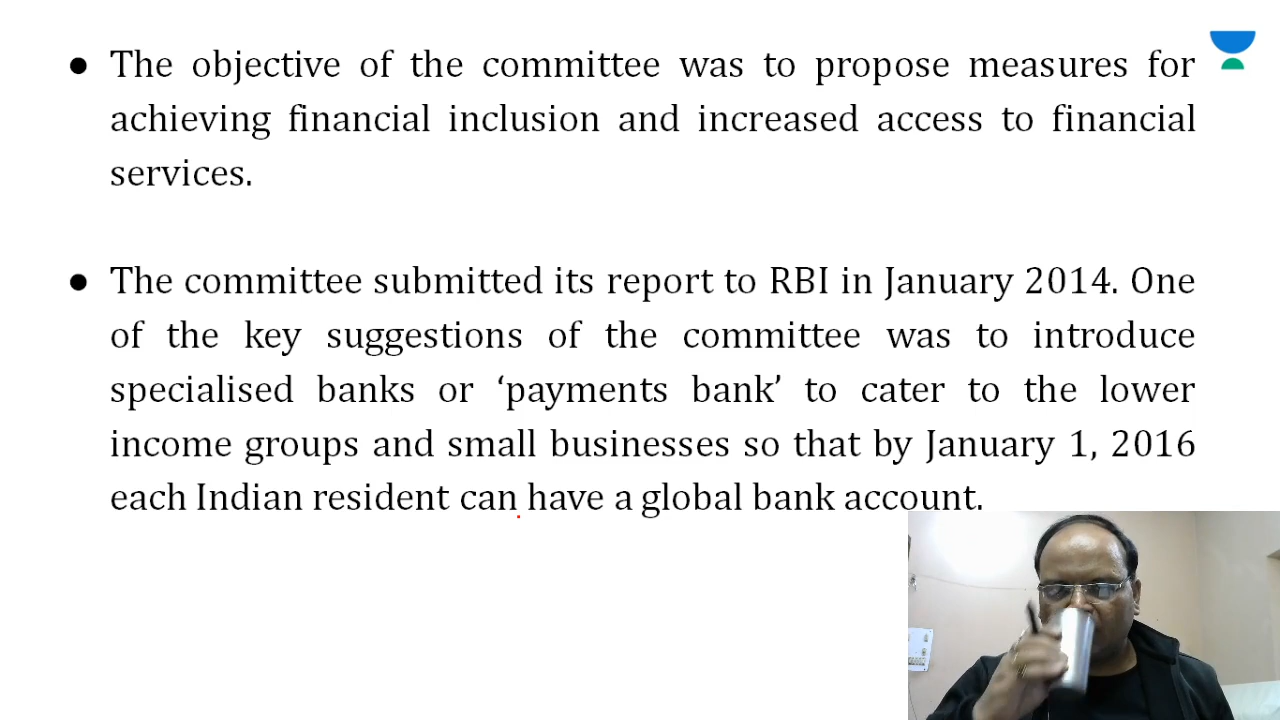 ● The objective of the committee was to propose measures for
achieving financial inclusion and increased access to financial
services.
● The committee submitted its report to RBI in January 2014. One
of the key suggestions of the committee was to introduce
specialised banks or ‘payments bank’ to cater to the lower
income groups and small businesses so that by January 1, 2016
each Indian resident can have a global bank account.